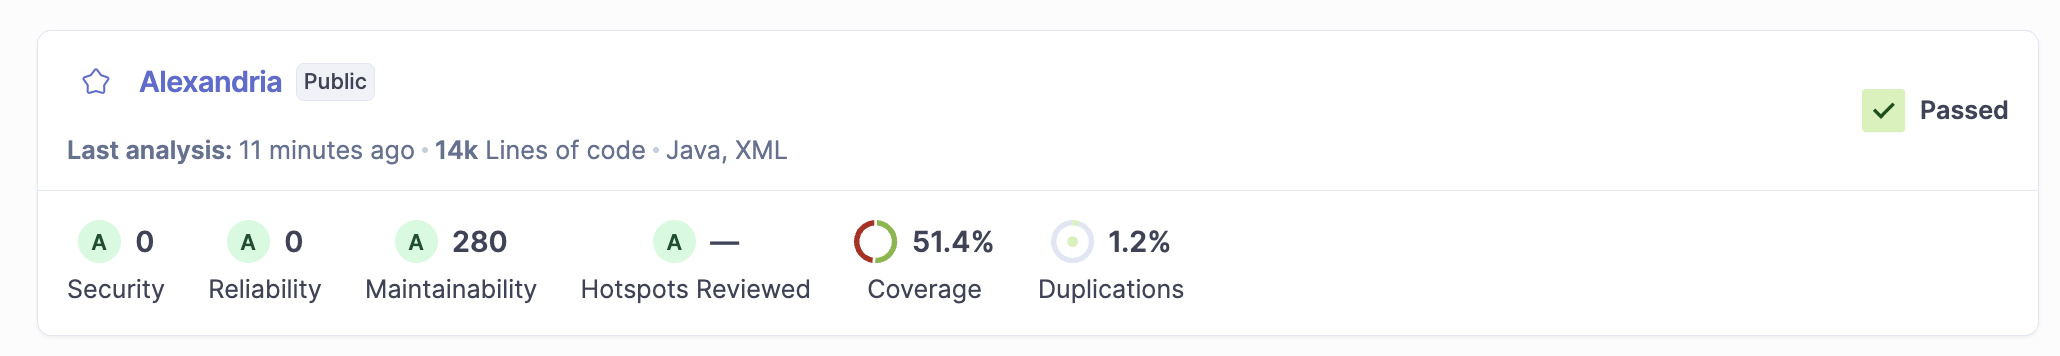 Alexandria Public
Passed
Last analysis: 11 minutes ago • 14k Lines of code • Java, XML
A 0 A 0 A 280 A — 51.4% 1.2%
Security Reliability Maintainability Hotspots Reviewed Coverage Duplications